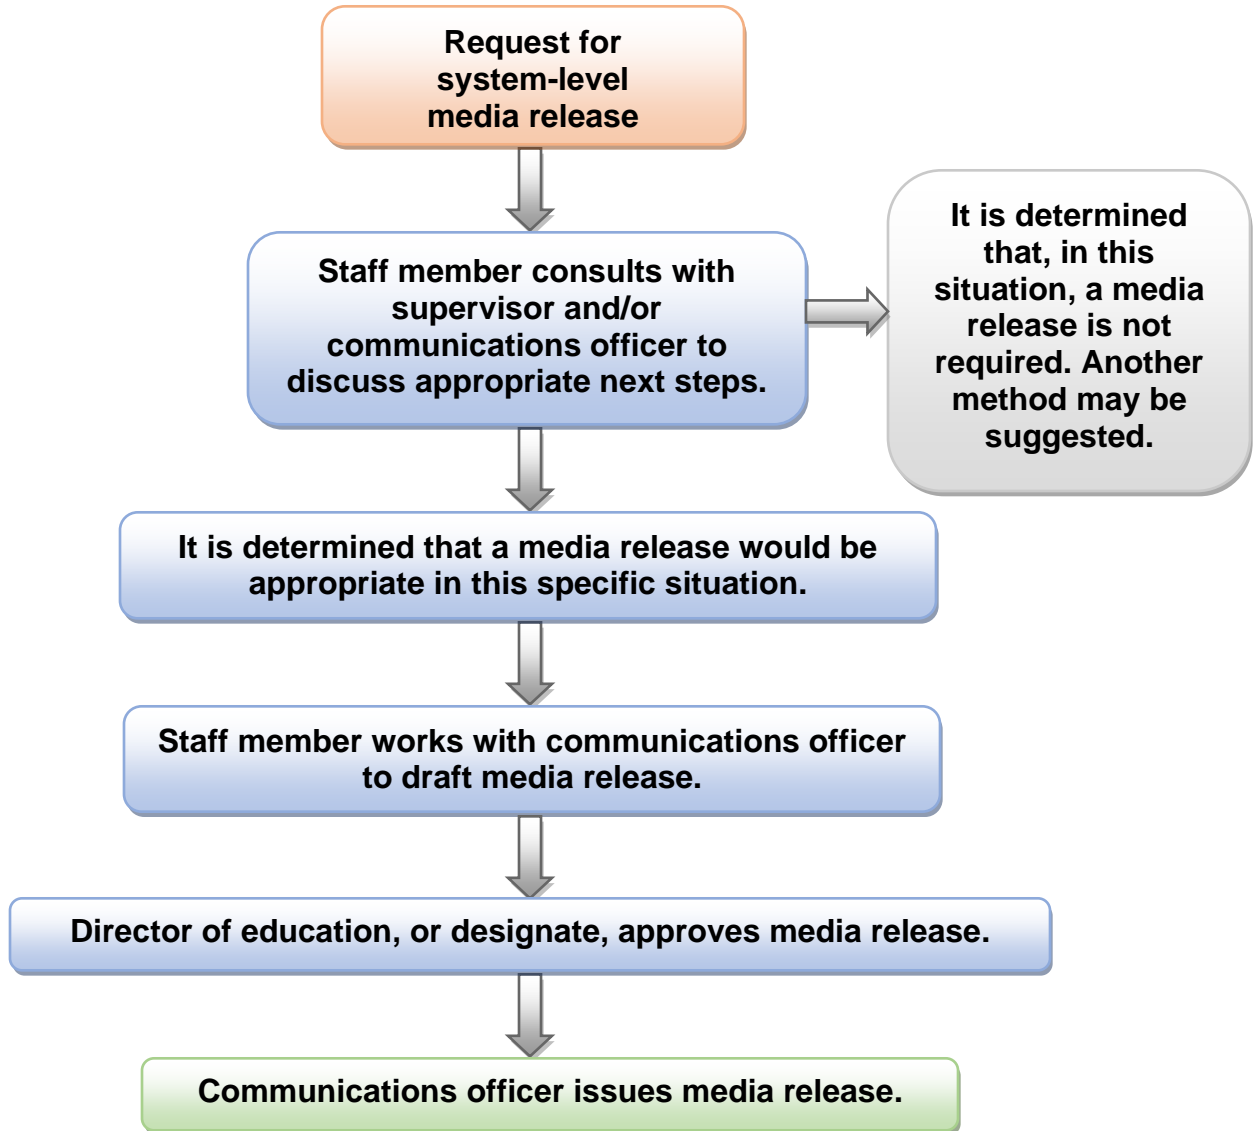 Request for
system-level
media release
Staff member consults with
supervisor and/or
communications officer to
discuss appropriate next steps.
It is determined
that, in this
situation, a media
release is not
required. Another
method may be
suggested.
It is determined that a media release would be
appropriate in this specific situation.
Staff member works with communications officer
to draft media release.
Director of education, or designate, approves media release.
Communications officer issues media release.